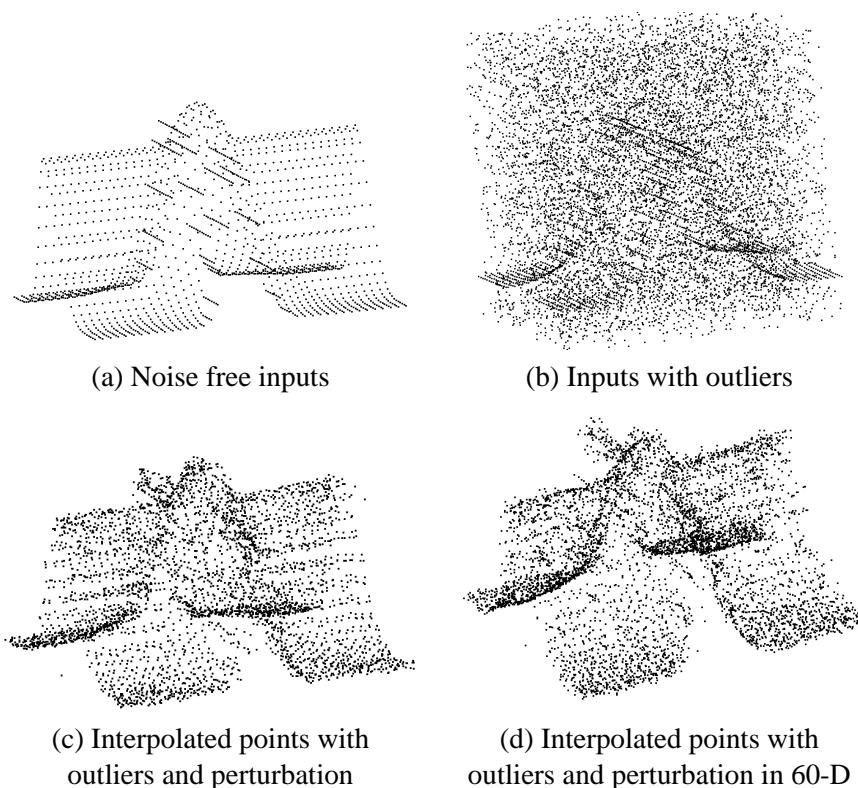 (a) Noise free inputs
(b) Inputs with outliers
(c) Interpolated points with
outliers and perturbation
(d) Interpolated points with
outliers and perturbation in 60-D